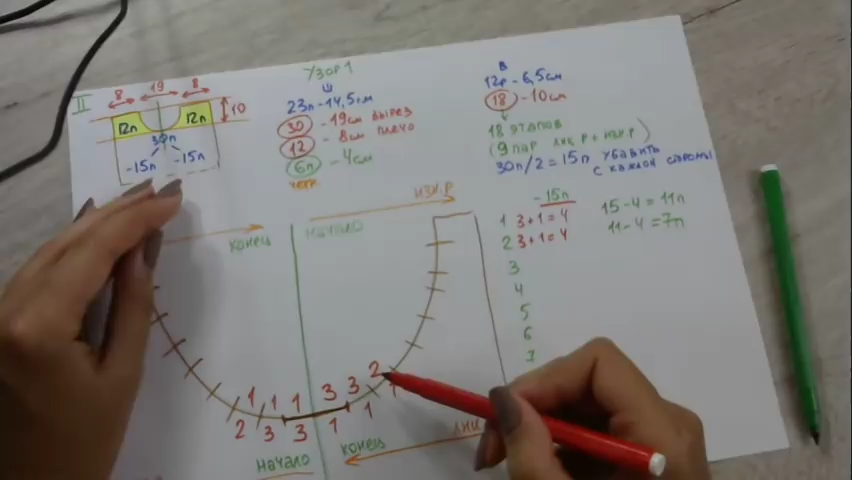 II
8 19 8
10
12п 12п
30п
-15п -15п
Узор 1
23п - 14,5см
30 - 19см вырез
12 - 8см плечо
6п - 4см
черк.
в
12р - 6,5см
18 - 10см
18 этапов
(9 пар лиц р + изн.р)
30п/2 = 15п убавить
с каждой стороны
-15п
1 3+1=4
2 3+1=4
3
4
5
6
7
15-4=11п
11-4=7п
изн.р
конец
начало
1 1 3 3 2
2 3 3 1 1 1
начало
конец
лиц